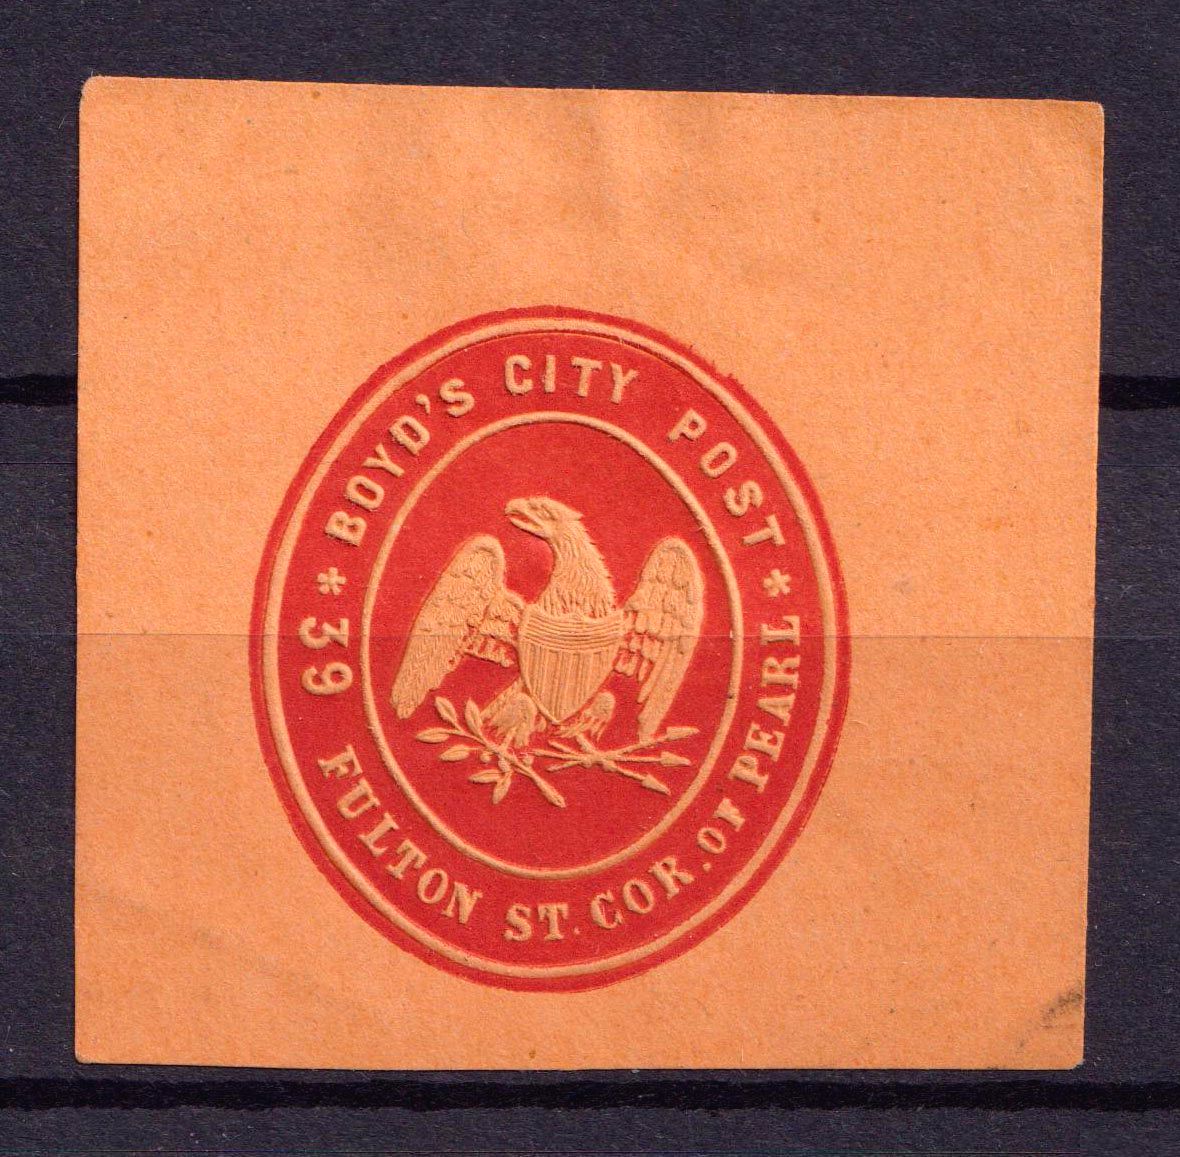 * BOYD'S CITY POST *
39 FULTON ST. COR. OF PEARL